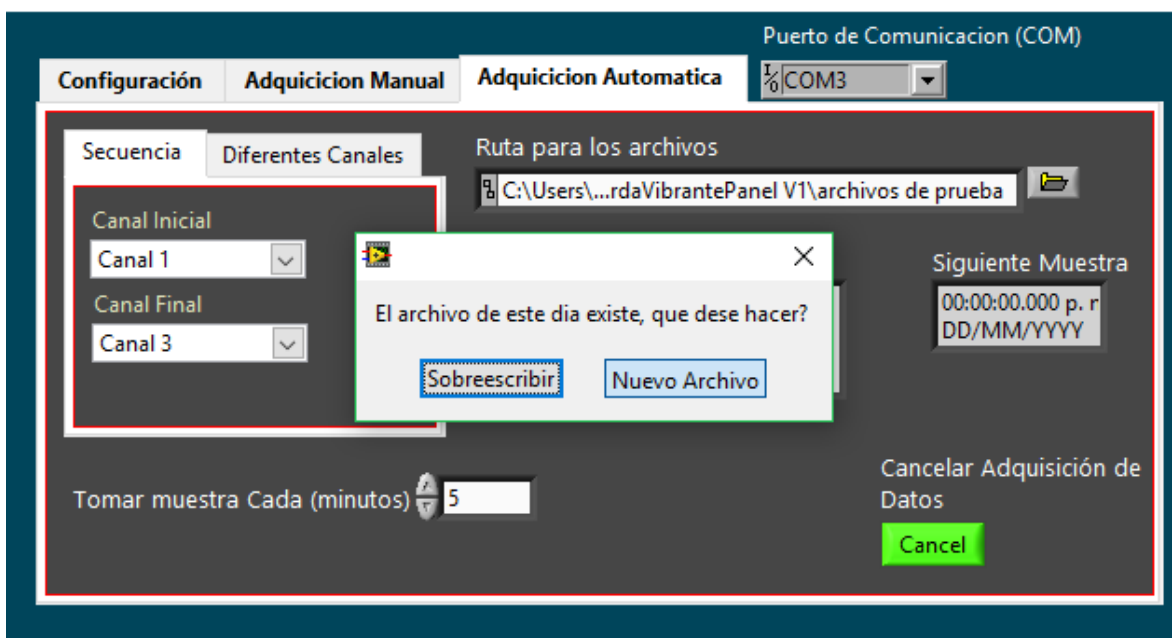 Puerto de Comunicacion (COM)
Configuración
Adquicicion Manual
Adquicicion Automatica
COM3
Secuencia
Diferentes Canales
Ruta para los archivos
C:\Users\...rdaVibrantePanel V1\archivos de prueba
Canal Inicial
Canal 1
Canal Final
Canal 3
El archivo de este dia existe, que dese hacer?
Sobreescribir
Nuevo Archivo
Siguiente Muestra
00:00:00.000 p. r
DD/MM/YYYY
Tomar muestra Cada (minutos)
5
Cancelar Adquisición de
Datos
Cancel